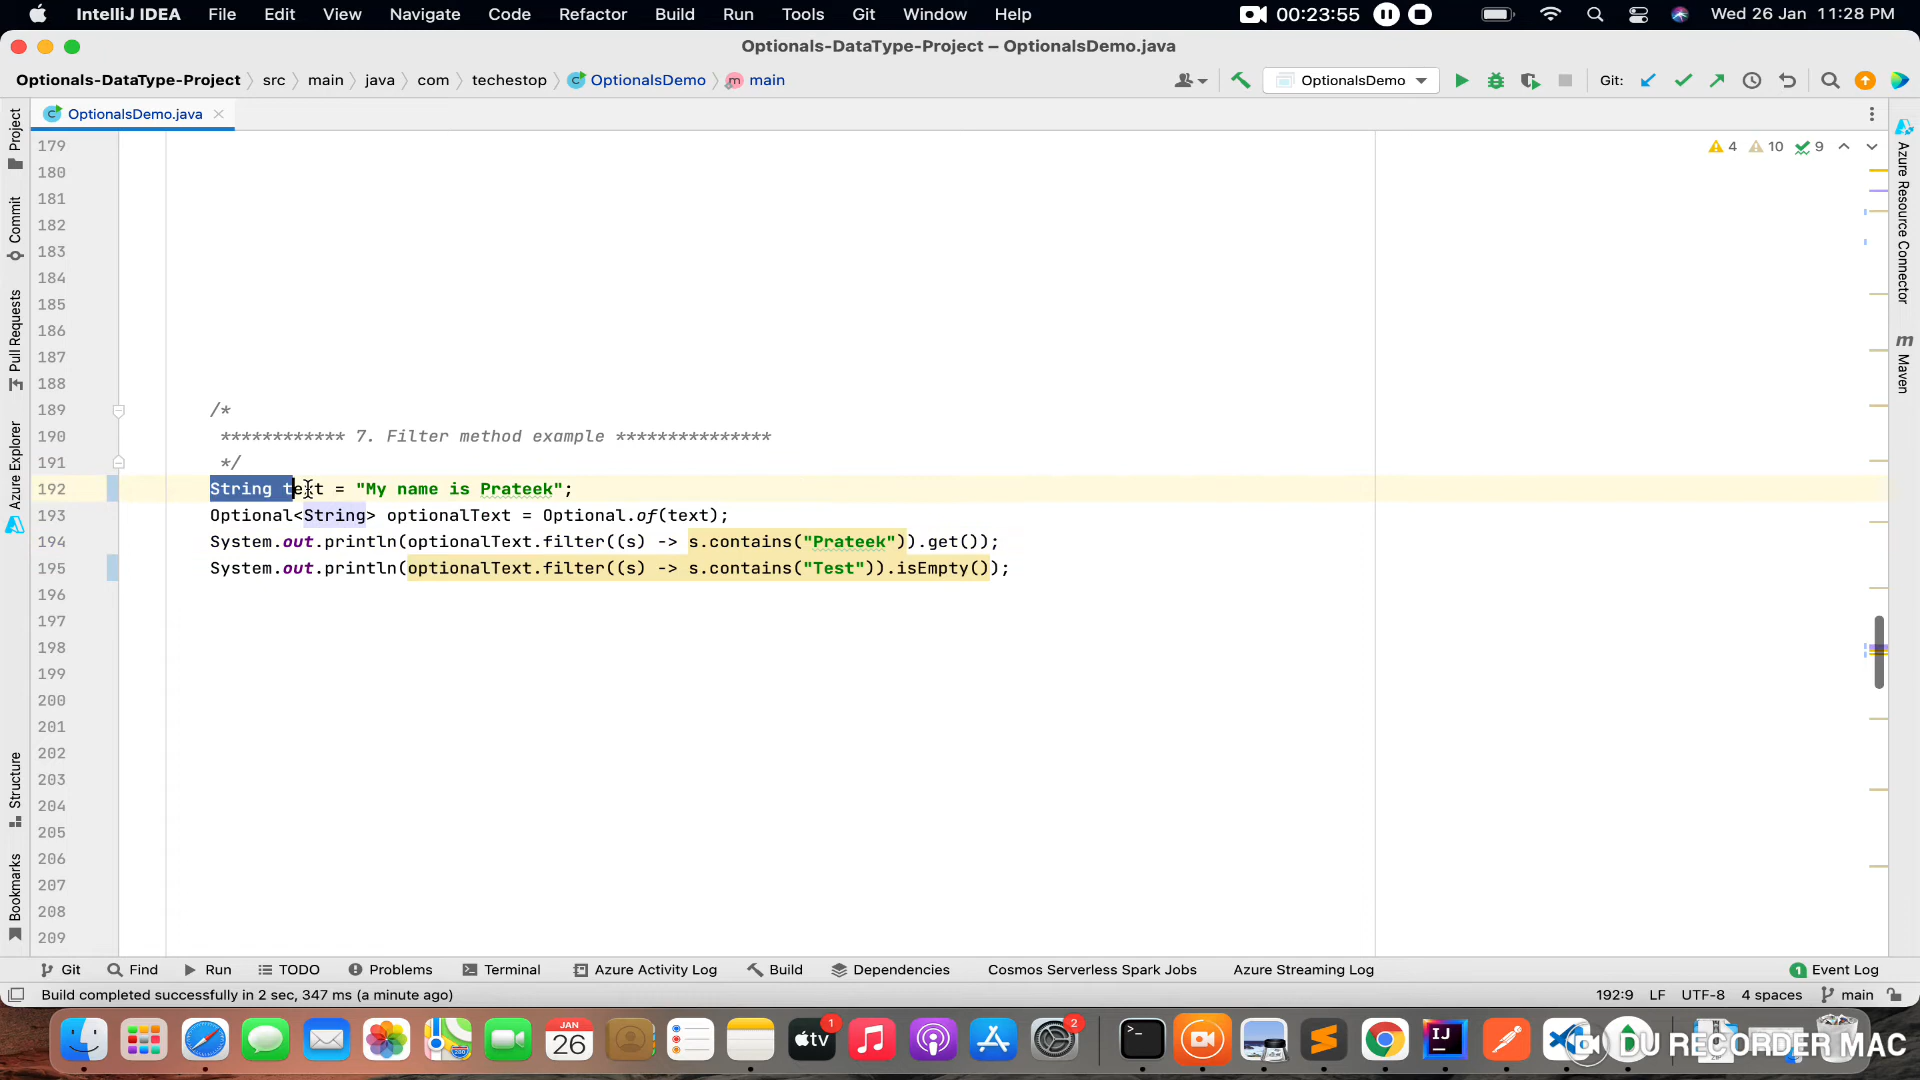 IntelliJ IDEA File Edit View Navigate Code Refactor Build Run Tools Git Window Help 00:23:55 Wed 26 Jan 11:28 PM
Optionals-DataType-Project – OptionalsDemo.java
Optionals-DataType-Project src main java com techestop OptionalsDemo main OptionalsDemo Git:
OptionalsDemo.java
Project
Commit
Pull Requests
Azure Explorer
Structure
Bookmarks
4 10 9
Azure Resource Connector
m Maven
179
180
181
182
183
184
185
186
187
188
189 /*
190 ************ 7. Filter method example ***************
191 */
192 String text = "My name is Prateek";
193 Optional<String> optionalText = Optional.of(text);
194 System.out.println(optionalText.filter((s) -> s.contains("Prateek")).get());
195 System.out.println(optionalText.filter((s) -> s.contains("Test")).isEmpty());
196
197
198
199
200
201
202
203
204
205
206
207
208
209
Git Find Run TODO Problems Terminal Azure Activity Log Build Dependencies Cosmos Serverless Spark Jobs Azure Streaming Log 1 Event Log
Build completed successfully in 2 sec, 347 ms (a minute ago) 192:9 LF UTF-8 4 spaces main
JAN
26
tv
1
2
IJ
DU RECORDER MAC